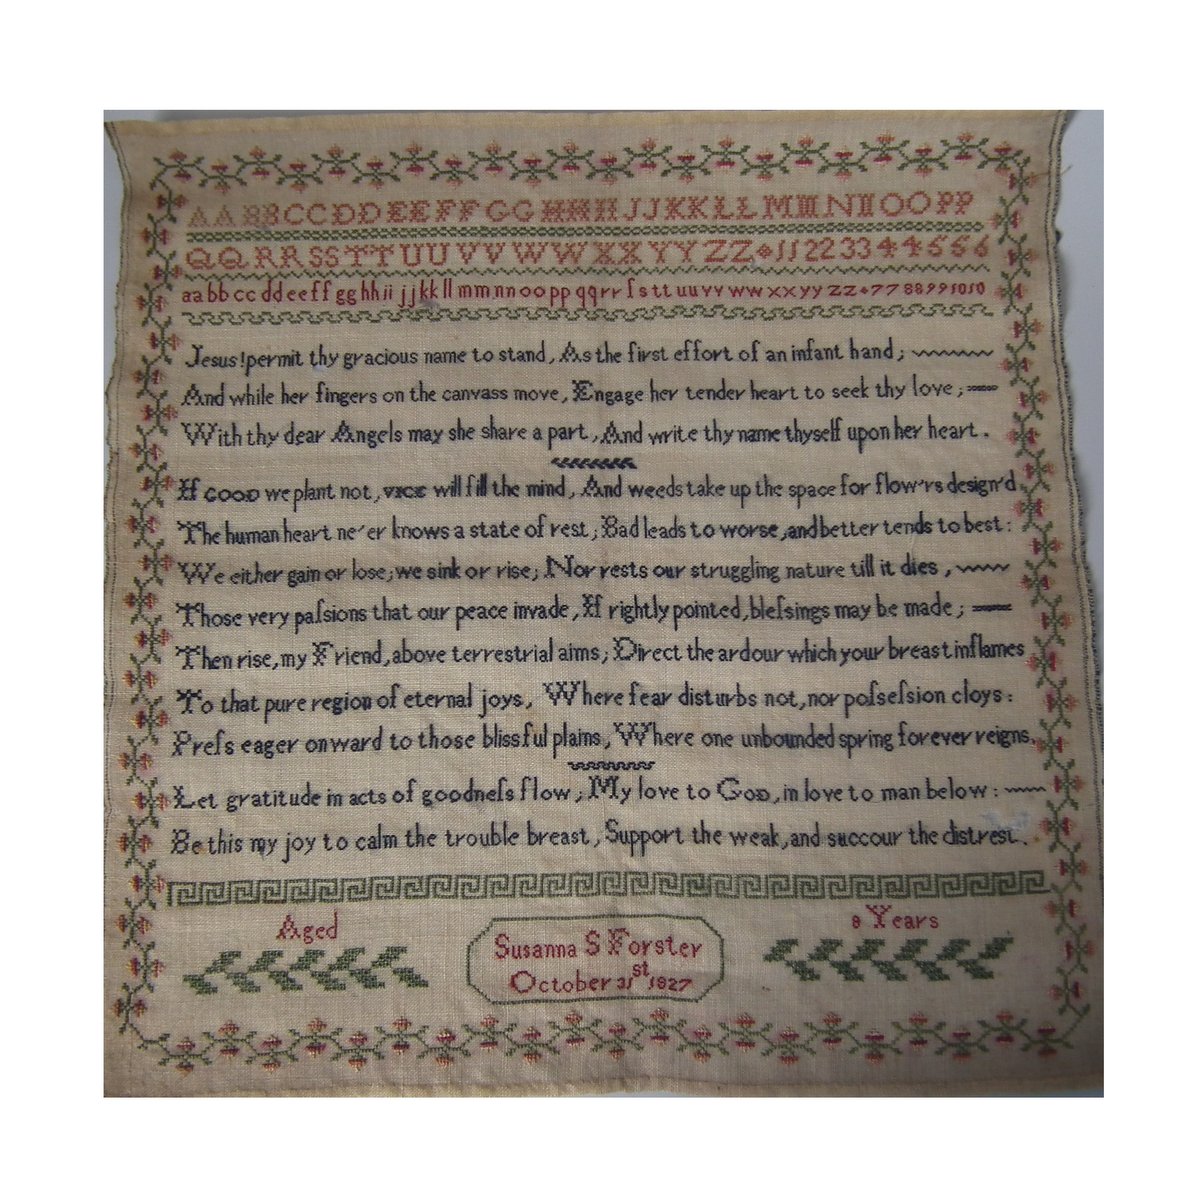 AABBCCDDEEFFGGHHIIJJKKLLMMNNOOPP
QQRRSSTTUUVVWWXXYYZZ⬥1122334455566
aabbccddeeffgghhiijjkkllmmnnooppqqrrſsttuuvvwwxxyyzz⬥7788991010
Jesus!permit thy gracious name to stand, As the first effort of an infant hand;
And while her fingers on the canvass move, Engage her tender heart to seek thy love;
With thy dear Angels may she share a part, And write thy name thyself upon her heart.
If GOOD we plant not, VICE will fill the mind, And weeds take up the space for flow'rs design'd
The human heart ne'er knows a state of rest; Bad leads to worse, and better tends to best:
We either gain or lose; we sink or rise; Nor rests our struggling nature till it dies,
Those very paſsions that our peace invade, If rightly pointed, bleſsings may be made;
Then rise, my Friend, above terrestrial aims; Direct the ardour which your breast inflames
To that pure region of eternal joys, Where fear disturbs not, nor poſseſsion cloys:
Preſs eager onward to those blissful plains, Where one unbounded spring forever reigns.
Let gratitude in acts of goodneſs flow; My love to GOD, in love to man below:
Be this my joy to calm the trouble breast, Support the weak, and succour the distrest.
Aged 8 Years
Susanna S Forster
October 31st 1827